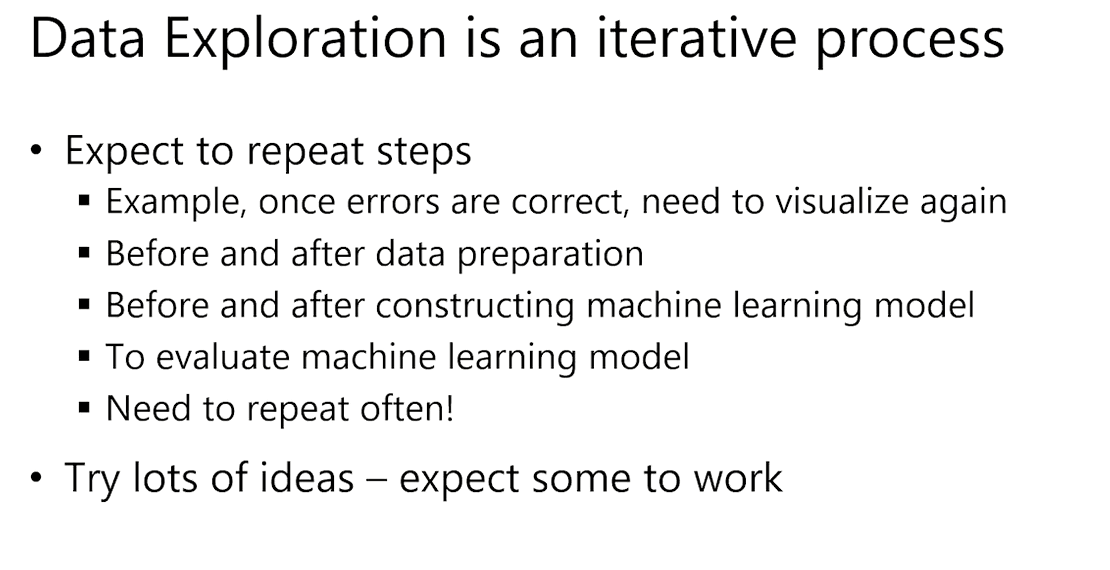 Data Exploration is an iterative process
• Expect to repeat steps
▪ Example, once errors are correct, need to visualize again
▪ Before and after data preparation
▪ Before and after constructing machine learning model
▪ To evaluate machine learning model
▪ Need to repeat often!
• Try lots of ideas – expect some to work